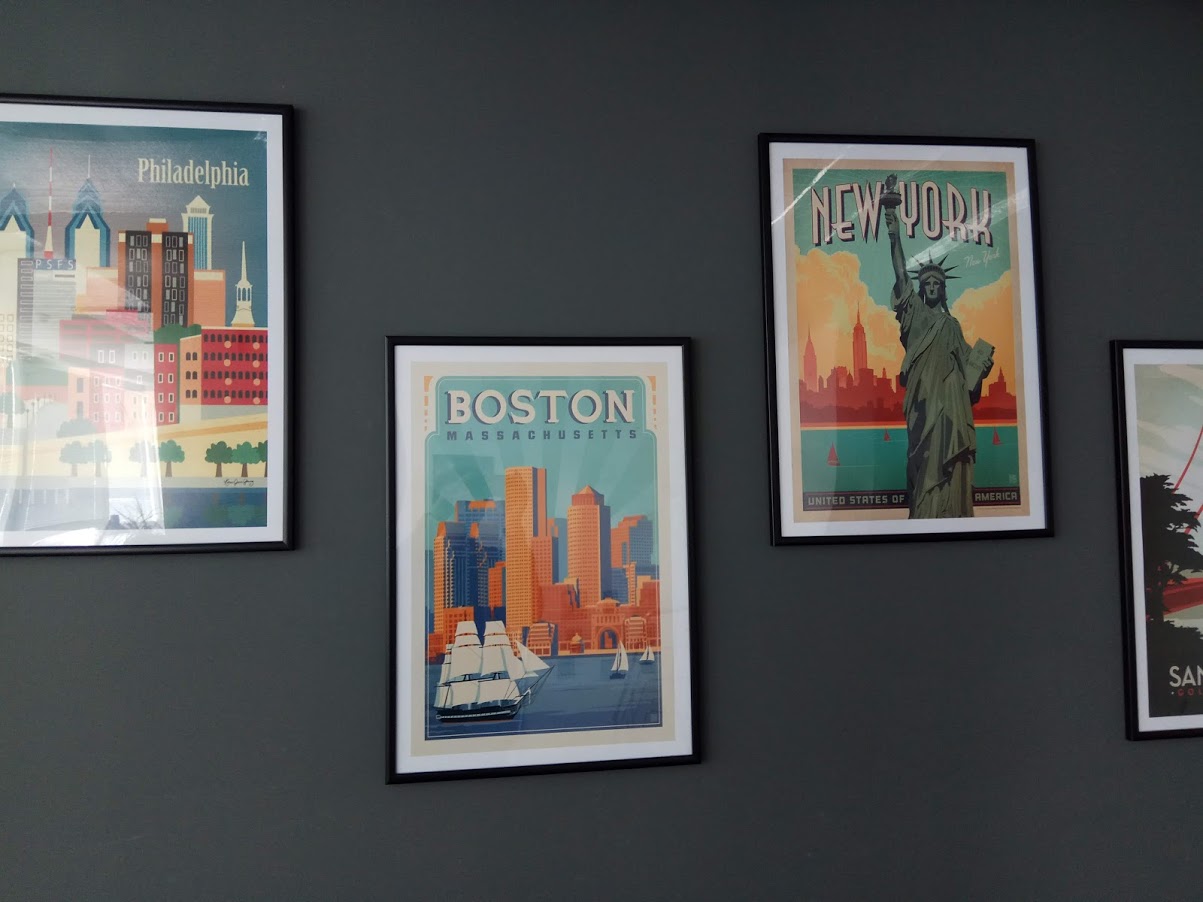 Philadelphia
PSFS
BOSTON
MASSACHUSETTS
NEW YORK
New York
UNITED STATES OF AMERICA
SAN